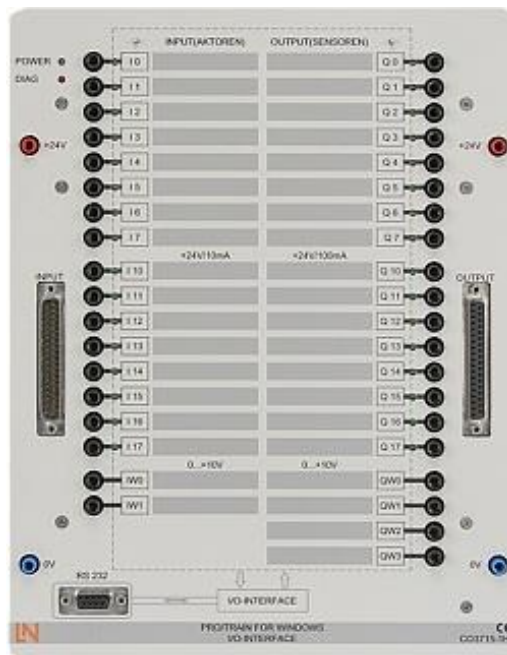 INPUT(AKTOREN) OUTPUT(SENSOREN)
POWER I 0 Q 0
DIAG I 1 Q 1
I 2 Q 2
+24V I 3 Q 3 +24V
I 4 Q 4
I 5 Q 5
I 6 Q 6
I 7 Q 7
+24V/10mA +24V/100mA
INPUT I 10 Q 10 OUTPUT
I 11 Q 11
I 12 Q 12
I 13 Q 13
I 14 Q 14
I 15 Q 15
I 16 Q 16
I 17 Q 17
0...+10V 0...+10V
IW0 QW0
IW1 QW1
QW2
0V QW3 0V
RS 232
I/O-INTERFACE
LN PRO/TRAIN FOR WINDOWS CE
I/O-INTERFACE